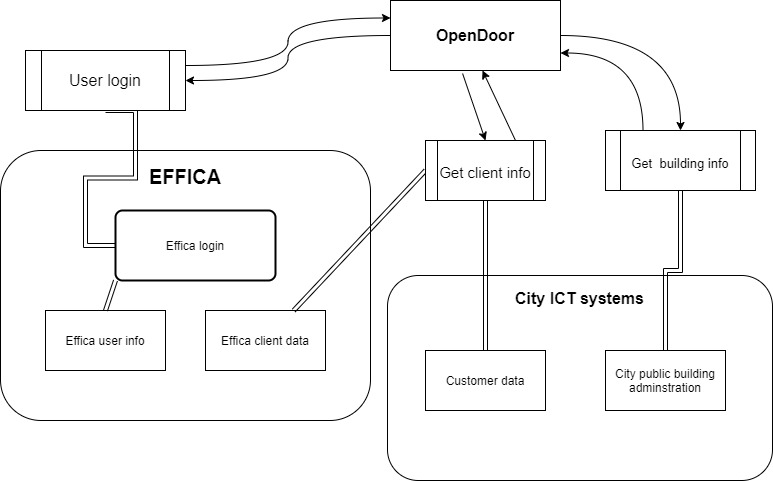 OpenDoor
User login
Get client info
Get building info
EFFICA
Effica login
Effica user info
Effica client data
City ICT systems
Customer data
City public building
adminstration